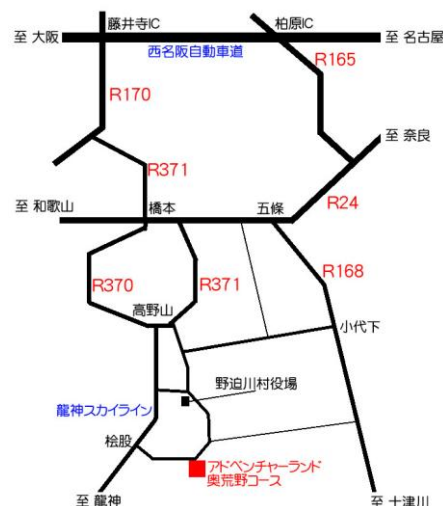 藤井寺IC
柏原IC
至 大阪
至 名古屋
西名阪自動車道
R165
R170
至 奈良
R371
R24
至 和歌山
橋本
五條
R370
R371
R168
高野山
小代下
野迫川村役場
龍神スカイライン
桧股
アドベンチャーランド
奥荒野コース
至 龍神
至 十津川